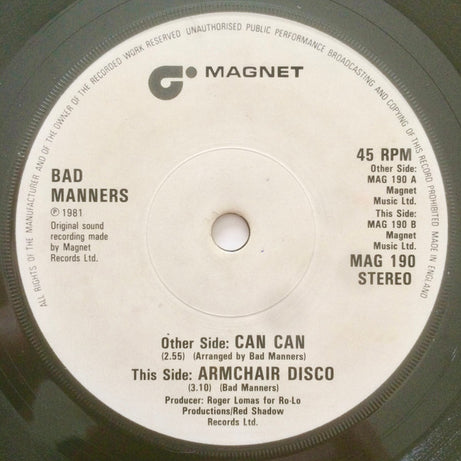 ALL RIGHTS OF THE MANUFACTURER AND OF THE OWNER OF THE RECORDED WORK RESERVED UNAUTHORISED PUBLIC PERFORMANCE BROADCASTING AND COPYING OF THIS RECORD PROHIBITED MADE IN ENGLAND
MAGNET
BAD
MANNERS
℗ 1981
Original sound
recording made
by Magnet
Records Ltd.
45 RPM
Other Side:
MAG 190 A
Magnet
Music Ltd.
This Side:
MAG 190 B
Magnet
Music Ltd.
MAG 190
STEREO
Other Side: CAN CAN
(2.55) (Arranged by Bad Manners)
This Side: ARMCHAIR DISCO
(3.10) (Bad Manners)
Producer: Roger Lomas for Ro-Lo
Productions/Red Shadow
Records Ltd.